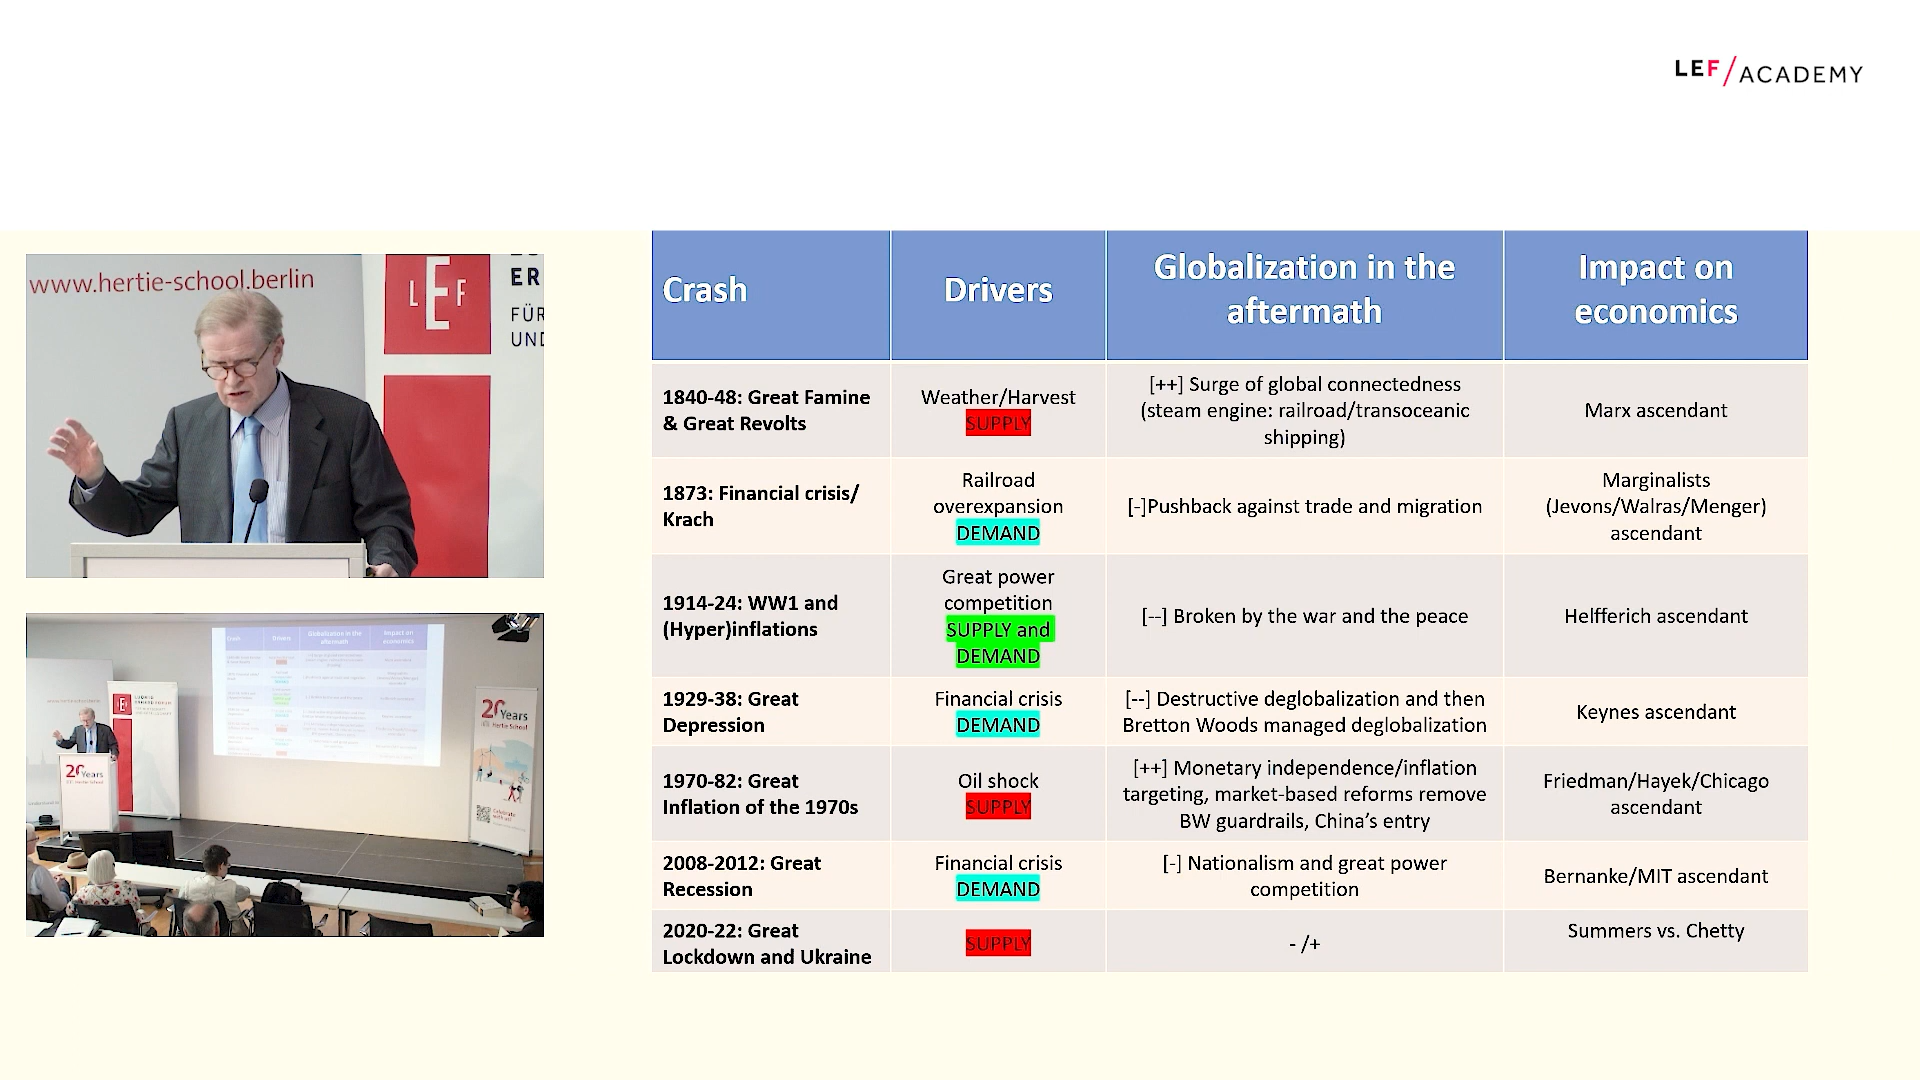 LEF/ACADEMY
www.hertie-school.berlin
LEF
ER
FÜR
UND
20 Years
Hertie School
20 Years
Crash
Drivers
Globalization in the
aftermath
Impact on
economics
1840-48: Great Famine
& Great Revolts
Weather/Harvest
SUPPLY
[++] Surge of global connectedness
(steam engine: railroad/transoceanic
shipping)
Marx ascendant
1873: Financial crisis/
Krach
Railroad
overexpansion
DEMAND
[-]Pushback against trade and migration
Marginalists
(Jevons/Walras/Menger)
ascendant
1914-24: WW1 and
(Hyper)inflations
Great power
competition
SUPPLY and
DEMAND
[--] Broken by the war and the peace
Helfferich ascendant
1929-38: Great
Depression
Financial crisis
DEMAND
[--] Destructive deglobalization and then
Bretton Woods managed deglobalization
Keynes ascendant
1970-82: Great
Inflation of the 1970s
Oil shock
SUPPLY
[++] Monetary independence/inflation
targeting, market-based reforms remove
BW guardrails, China's entry
Friedman/Hayek/Chicago
ascendant
2008-2012: Great
Recession
Financial crisis
DEMAND
[-] Nationalism and great power
competition
Bernanke/MIT ascendant
2020-22: Great
Lockdown and Ukraine
SUPPLY
- /+
Summers vs. Chetty